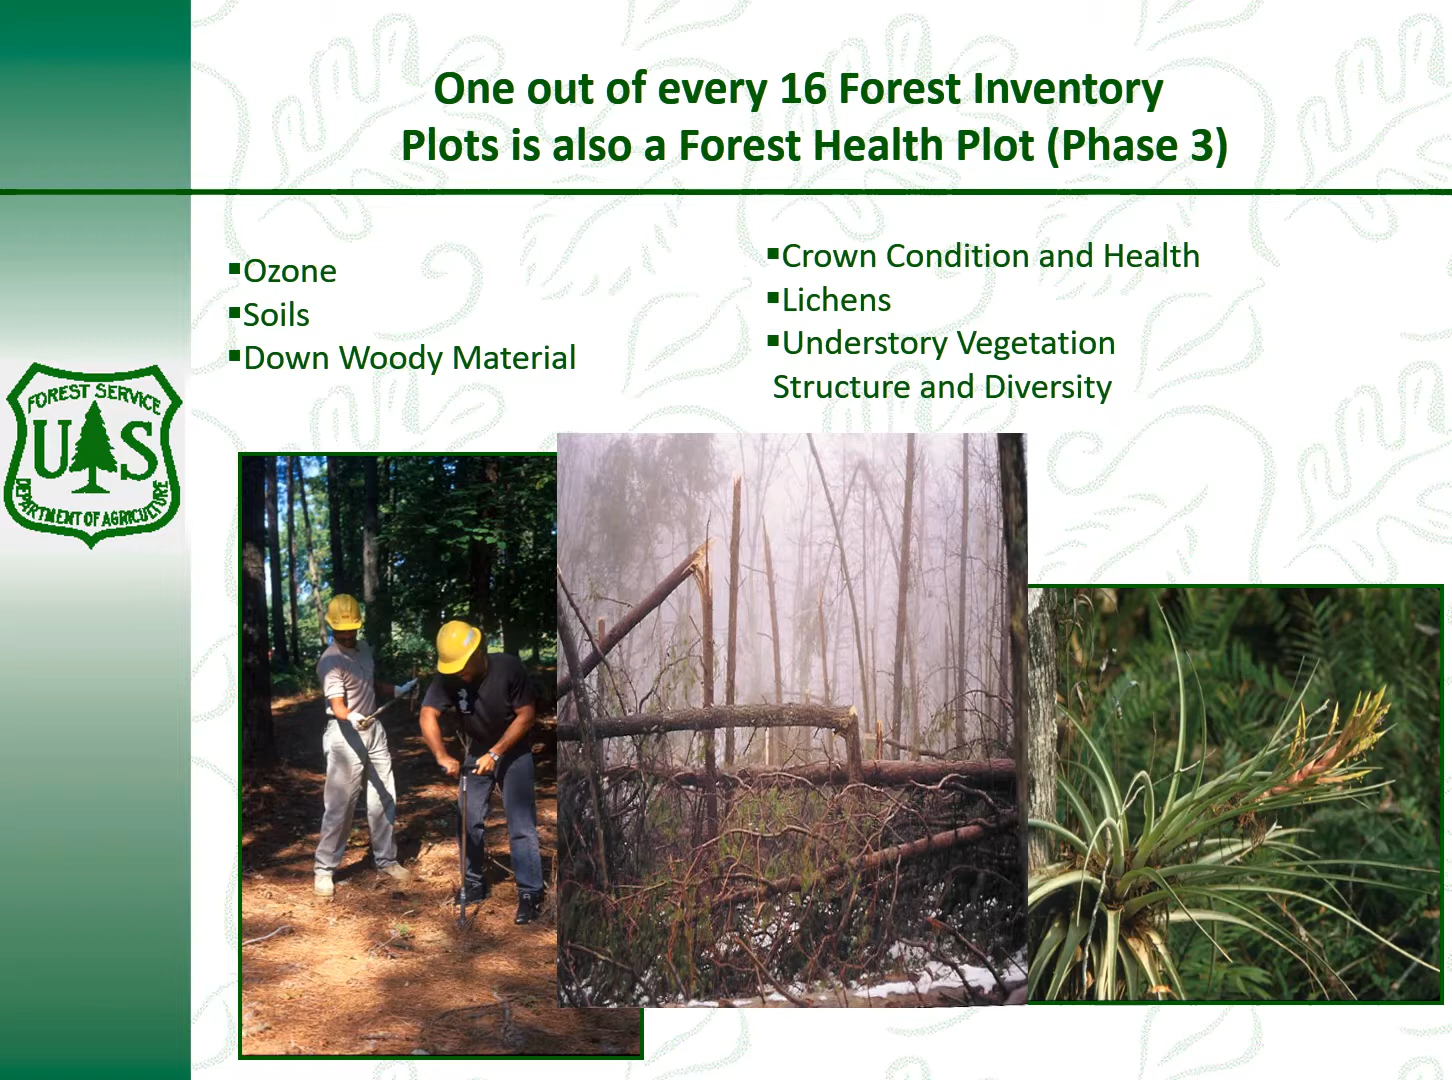 One out of every 16 Forest Inventory
Plots is also a Forest Health Plot (Phase 3)
▪Ozone
▪Soils
▪Down Woody Material
▪Crown Condition and Health
▪Lichens
▪Understory Vegetation
Structure and Diversity
FOREST SERVICE
U S
DEPARTMENT OF AGRICULTURE